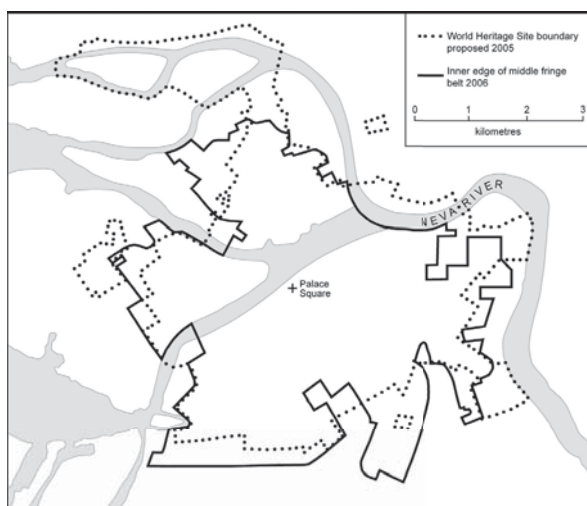 World Heritage Site boundary
proposed 2005
Inner edge of middle fringe
belt 2006
0 1 2 3
kilometres
NEVA RIVER
Palace
Square